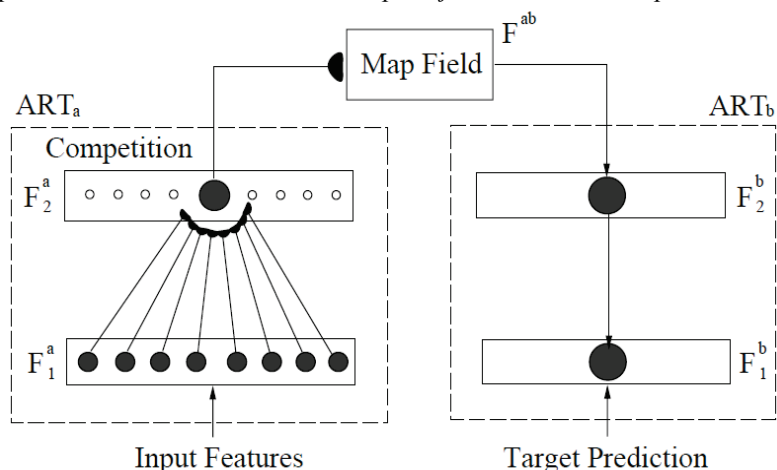 F^ab
Map Field
ART_a
ART_b
Competition
F_2^a
F_2^b
F_1^a
F_1^b
Input Features
Target Prediction